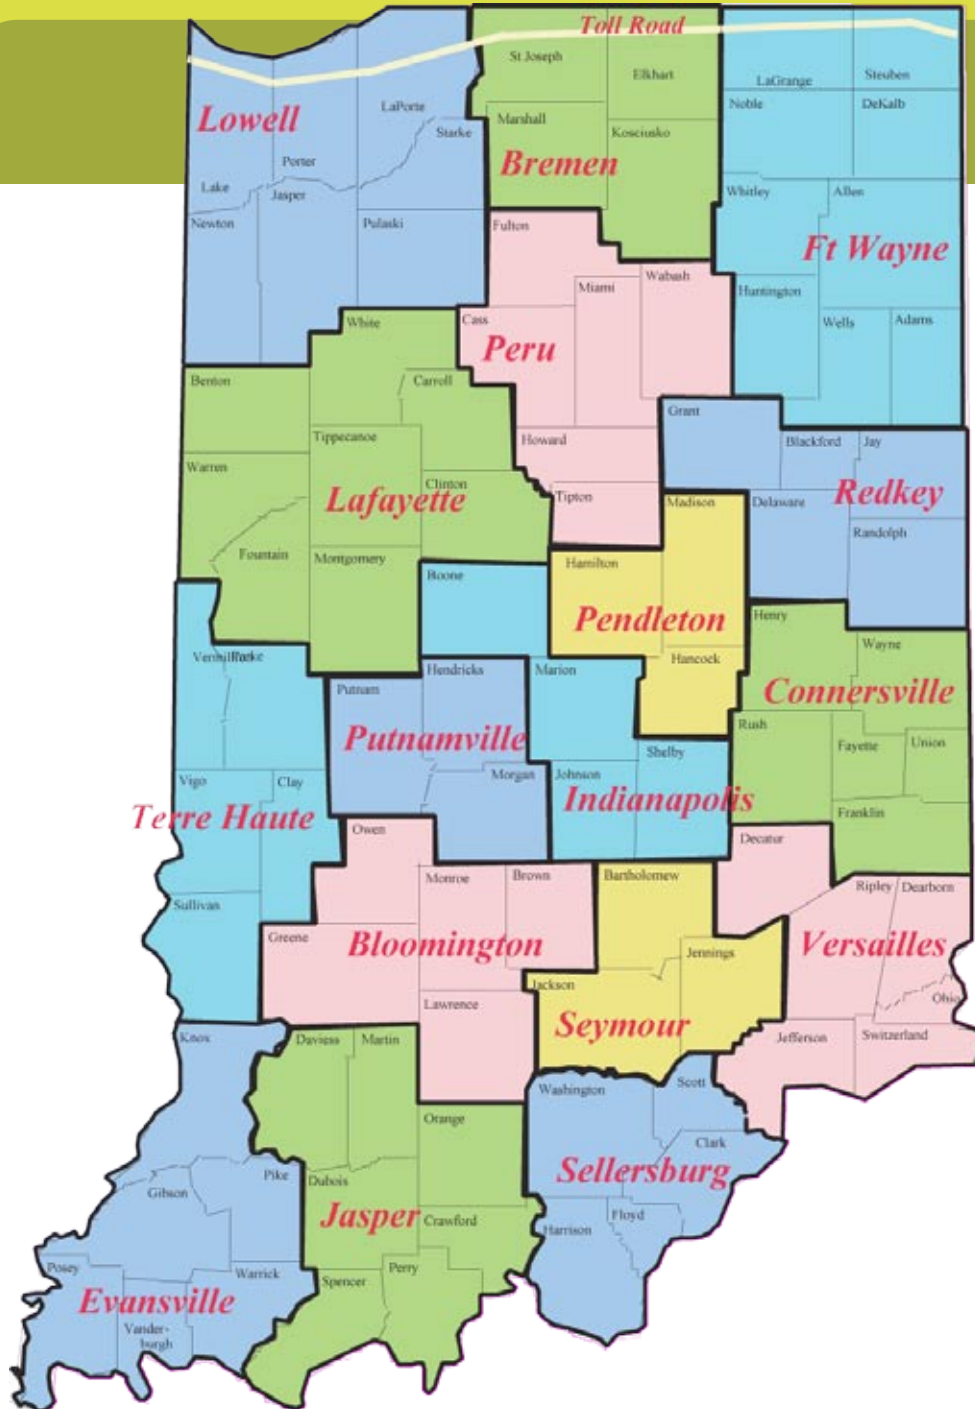 Toll Road
St Joseph
Elkhart
LaGrange
Steuben
LaPorte
Noble
DeKalb
Lowell
Marshall
Starke
Kosciusko
Porter
Bremen
Lake
Jasper
Whitley
Allen
Newton
Pulaski
Fulton
Ft Wayne
Wabash
Miami
Huntington
White
Cass
Wells
Adams
Peru
Benton
Carroll
Grant
Tippecanoe
Howard
Blackford
Jay
Warren
Clinton
Redkey
Lafayette
Tipton
Madison
Delaware
Randolph
Fountain
Montgomery
Hamilton
Boone
Pendleton
Henry
Wayne
Vermillion
Parke
Hendricks
Marion
Hancock
Putnam
Connersville
Rush
Putnamville
Fayette
Union
Shelby
Vigo
Clay
Morgan
Johnson
Indianapolis
Terre Haute
Franklin
Owen
Decatur
Monroe
Brown
Bartholomew
Ripley
Dearborn
Sullivan
Greene
Bloomington
Versailles
Jennings
Jackson
Lawrence
Ohio
Seymour
Knox
Daviess
Martin
Jefferson
Switzerland
Washington
Scott
Orange
Clark
Pike
Dubois
Sellersburg
Gibson
Jasper
Crawford
Harrison
Floyd
Posey
Warrick
Spencer
Perry
Evansville
Vander-
burgh